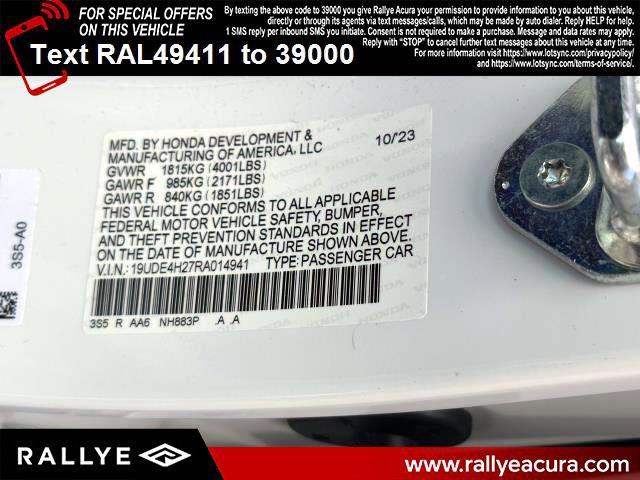 FOR SPECIAL OFFERS
ON THIS VEHICLE
Text RAL49411 to 39000
By texting the above code to 39000 you give Rallye Acura your permission to contact you about this vehicle,
directly or through its agents via text messages/calls, which may be made by auto dialer. Reply HELP for help.
1 SMS reply per inbound SMS you initiate. Consent is not required to make a purchase. Message and data rates may apply.
Reply with "STOP" to cancel further text messages about this vehicle at any time.
For more information visit https://www.lotsync.com/privacy-policy/
and https://www.lotsync.com/terms-of-service/.
MFD. BY HONDA DEVELOPMENT & 10/'23
MANUFACTURING OF AMERICA, LLC
GVWR 1815KG (4001LBS)
GAWR F 985KG (2171LBS)
GAWR R 840KG (1851LBS)
THIS VEHICLE CONFORMS TO ALL APPLICABLE
FEDERAL MOTOR VEHICLE SAFETY, BUMPER,
AND THEFT PREVENTION STANDARDS IN EFFECT
ON THE DATE OF MANUFACTURE SHOWN ABOVE.
V.I.N.: 19UDE4H27RA014941 TYPE: PASSENGER CAR
3S5 R AA6 NH883P .A .A
3S5-A0
RALLYE
www.rallyeacura.com